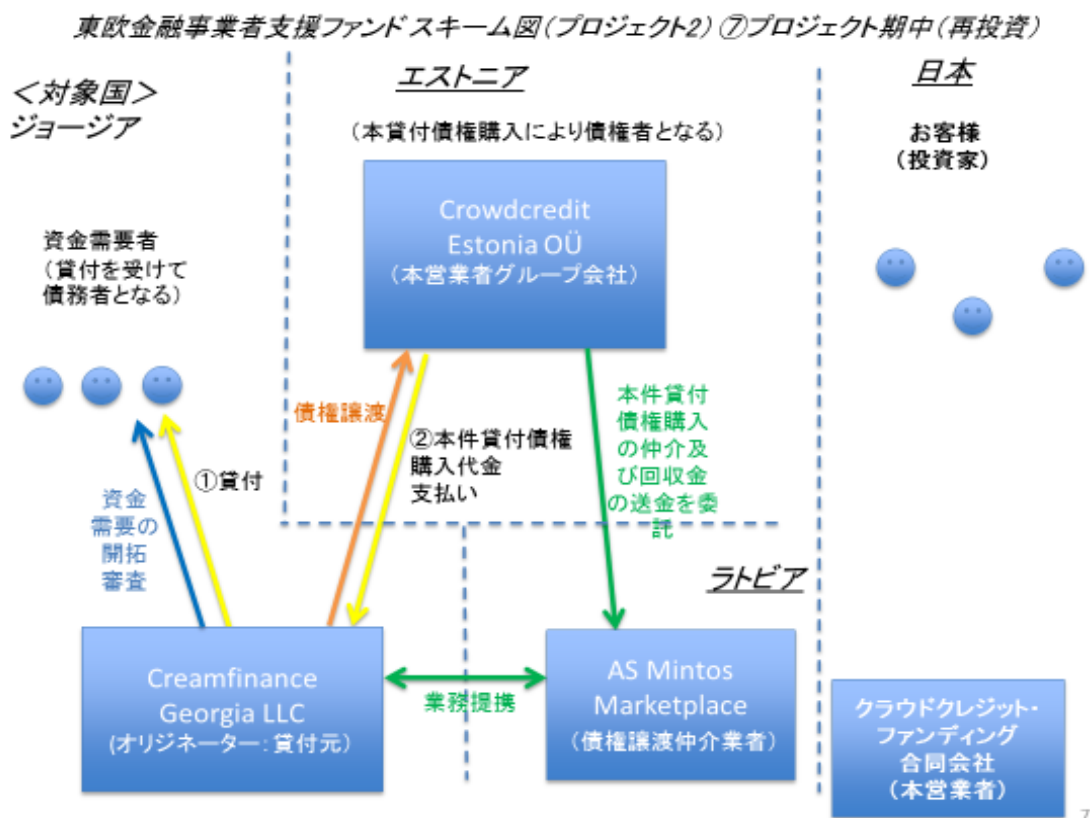 東欧金融事業者支援ファンドスキーム図(プロジェクト2) ⑦プロジェクト期中(再投資)
<対象国>
ジョージア
エストニア
日本
(本貸付債権購入により債権者となる)
お客様
(投資家)
Crowdcredit
Estonia OÜ
(本営業者グループ会社)
資金需要者
(貸付を受けて
債務者となる)
債権譲渡
②本件貸付債権
購入代金
支払い
本件貸付
債権購入
の仲介及
び回収金
の送金を委
託
①貸付
資金
需要の
開拓
審査
ラトビア
Creamfinance
Georgia LLC
(オリジネーター:貸付元)
業務提携
AS Mintos
Marketplace
(債権譲渡仲介業者)
クラウドクレジット・
ファンディング
合同会社
(本営業者)
7